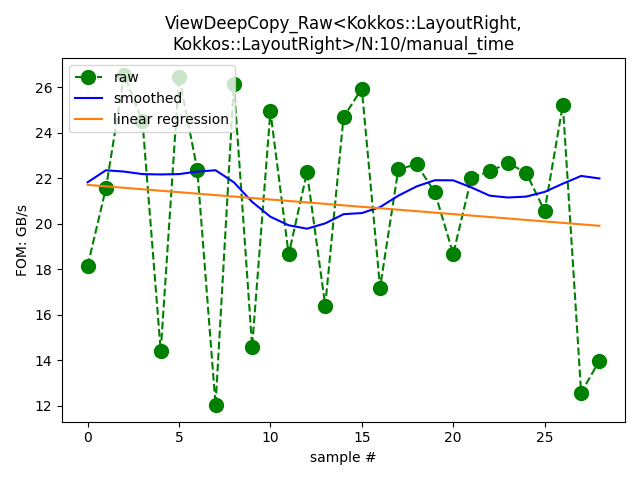 ViewDeepCopy_Raw<Kokkos::LayoutRight,
Kokkos::LayoutRight>/N:10/manual_time
raw
smoothed
linear regression
FOM: GB/s
26
24
22
20
18
16
14
12
0
5
10
15
20
25
sample #